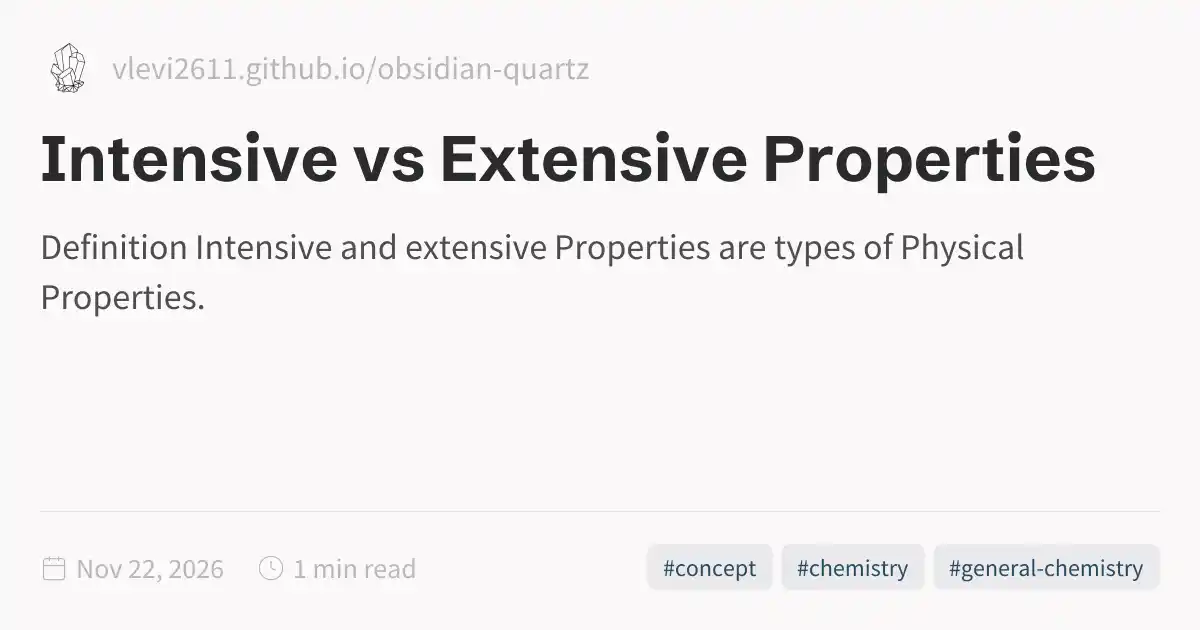 vlevi2611.github.io/obsidian-quartz
Intensive vs Extensive Properties
Definition Intensive and extensive Properties are types of Physical
Properties.
Nov 22, 2026 1 min read #concept #chemistry #general-chemistry